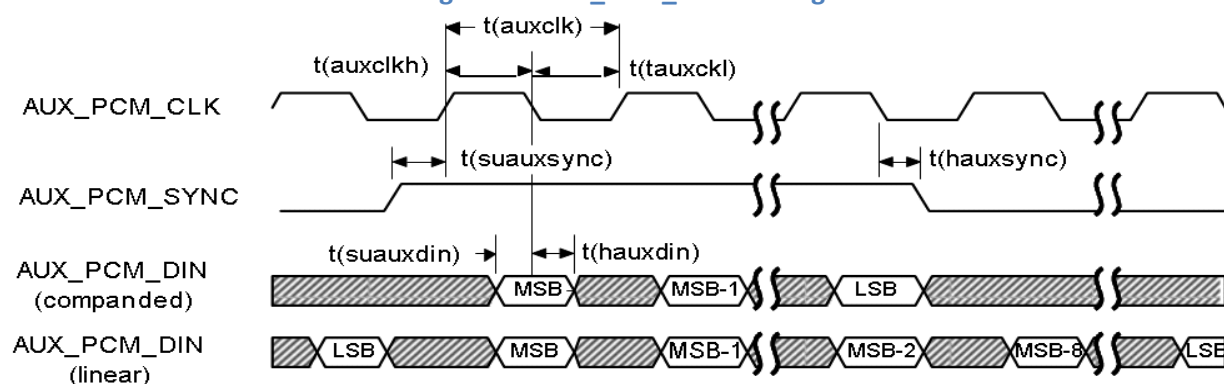 t(auxclk)
t(auxclkh) t(tauxckl)
AUX_PCM_CLK
t(suauxsync) t(hauxsync)
AUX_PCM_SYNC
t(suauxdin) t(hauxdin)
AUX_PCM_DIN
(companded)
MSB MSB-1 LSB
AUX_PCM_DIN
(linear)
LSB MSB MSB-1 MSB-2 MSB-8 LSB